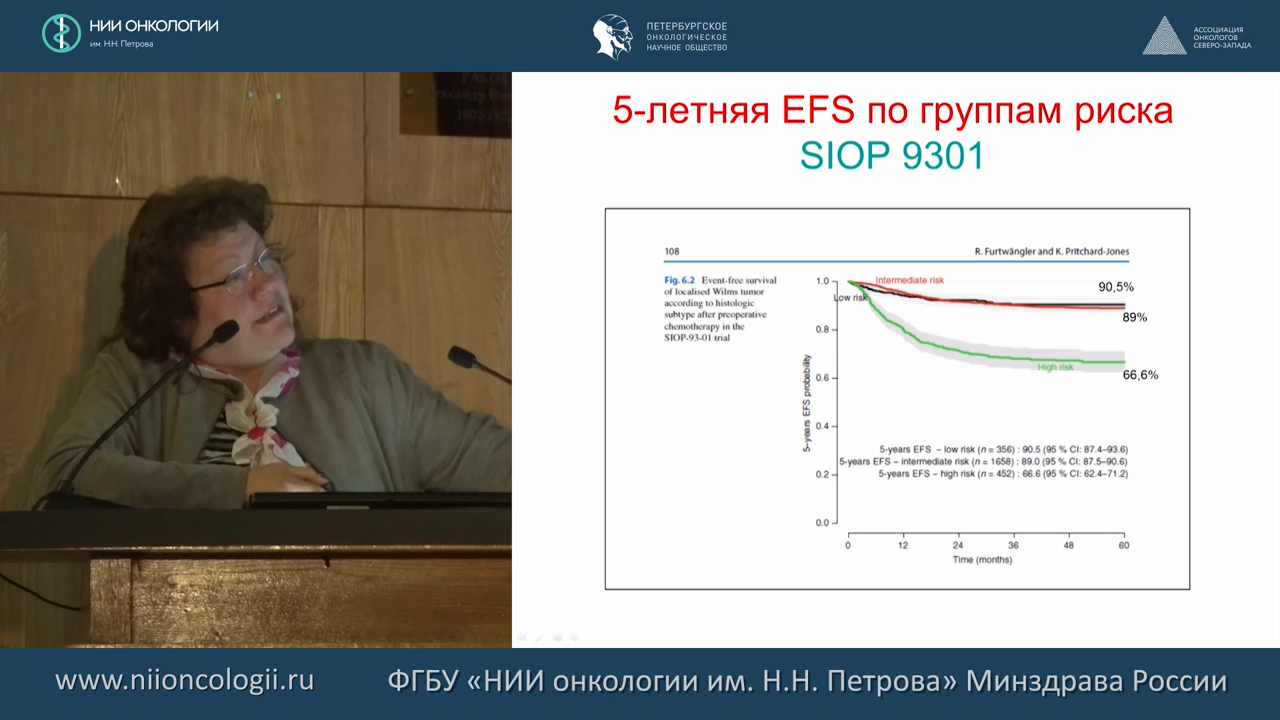 НИИ ОНКОЛОГИИ
им. Н.Н. Петрова
ПЕТЕРБУРГСКОЕ
ОНКОЛОГИЧЕСКОЕ
НАУЧНОЕ ОБЩЕСТВО
АССОЦИАЦИЯ
ОНКОЛОГОВ
СЕВЕРО-ЗАПАДА
5-летняя EFS по группам риска
SIOP 9301
108
R. Furtwängler and K. Pritchard-Jones
Fig. 6.2 Event-free survival
of localised Wilms tumor
according to histologic
subtype after preoperative
chemotherapy in the
SIOP-93-01 trial
5-years EFS probability
1.0
0.8
0.6
0.4
0.2
0.0
Intermediate risk
Low risk
High risk
90,5%
89%
66,6%
5-years EFS – low risk (n = 356) : 90.5 (95 % CI: 87.4–93.6)
5-years EFS – intermediate risk (n = 1658) : 89.0 (95 % CI: 87.5–90.6)
5-years EFS – high risk (n = 452) : 66.6 (95 % CI: 62.4–71.2)
0 12 24 36 48 60
Time (months)
www.niioncologii.ru
ФГБУ «НИИ онкологии им. Н.Н. Петрова» Минздрава России